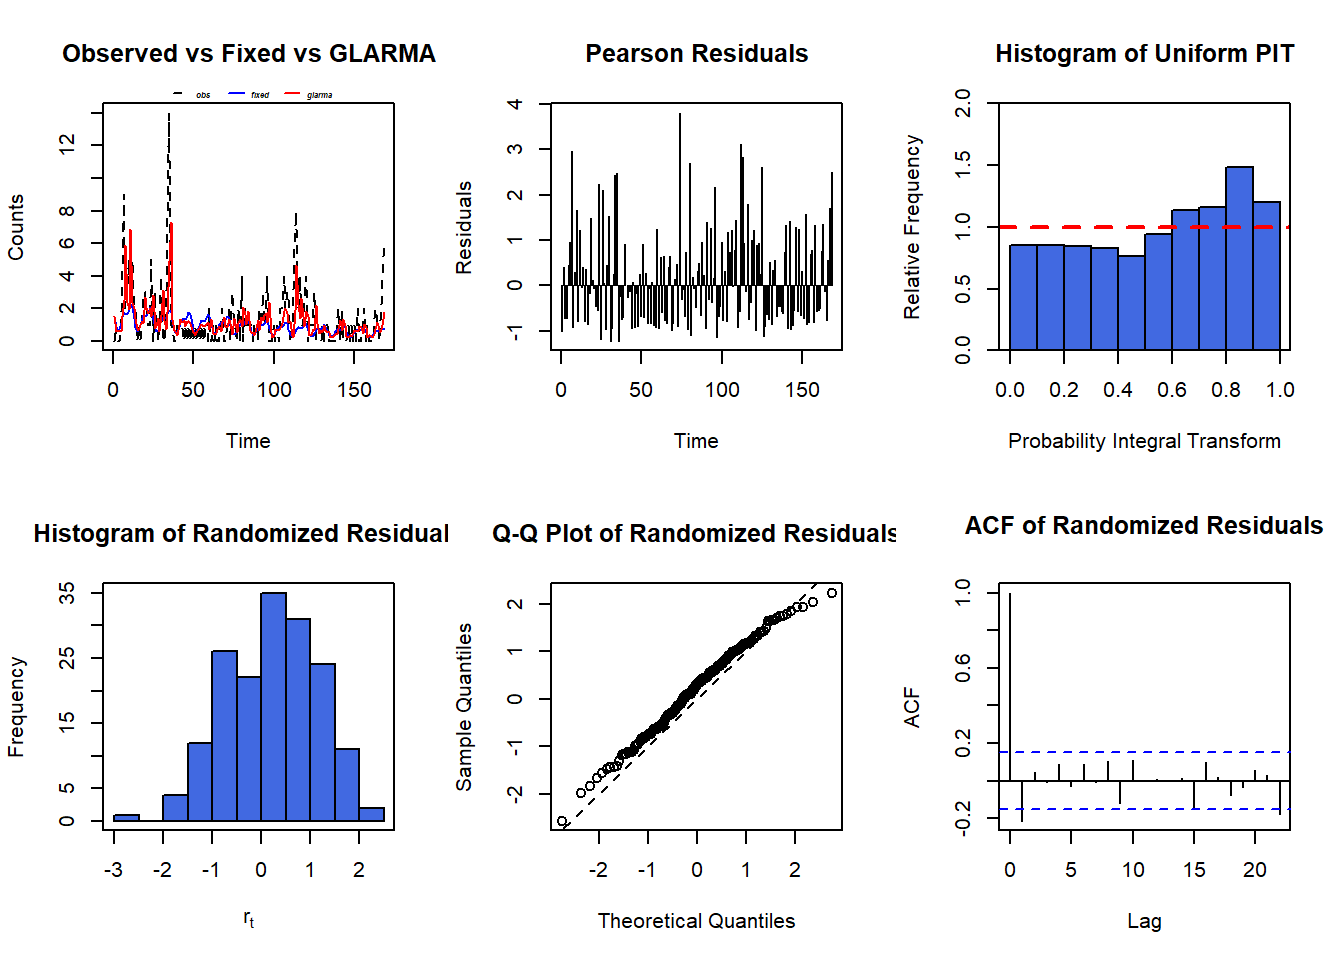 Observed vs Fixed vs GLARMA
obs fixed glarma
Counts
0 2 4 6 8 12
0 50 100 150
Time
Pearson Residuals
Residuals
-1 0 1 2 3 4
0 50 100 150
Time
Histogram of Uniform PIT
Relative Frequency
0.0 0.5 1.0 1.5 2.0
0.0 0.2 0.4 0.6 0.8 1.0
Probability Integral Transform
Histogram of Randomized Residual
Frequency
0 5 15 25 35
-3 -2 -1 0 1 2
rt
Q-Q Plot of Randomized Residuals
Sample Quantiles
-2 -1 0 1 2
-2 -1 0 1 2
Theoretical Quantiles
ACF of Randomized Residuals
ACF
-0.2 0.2 0.6 1.0
0 5 10 15 20
Lag